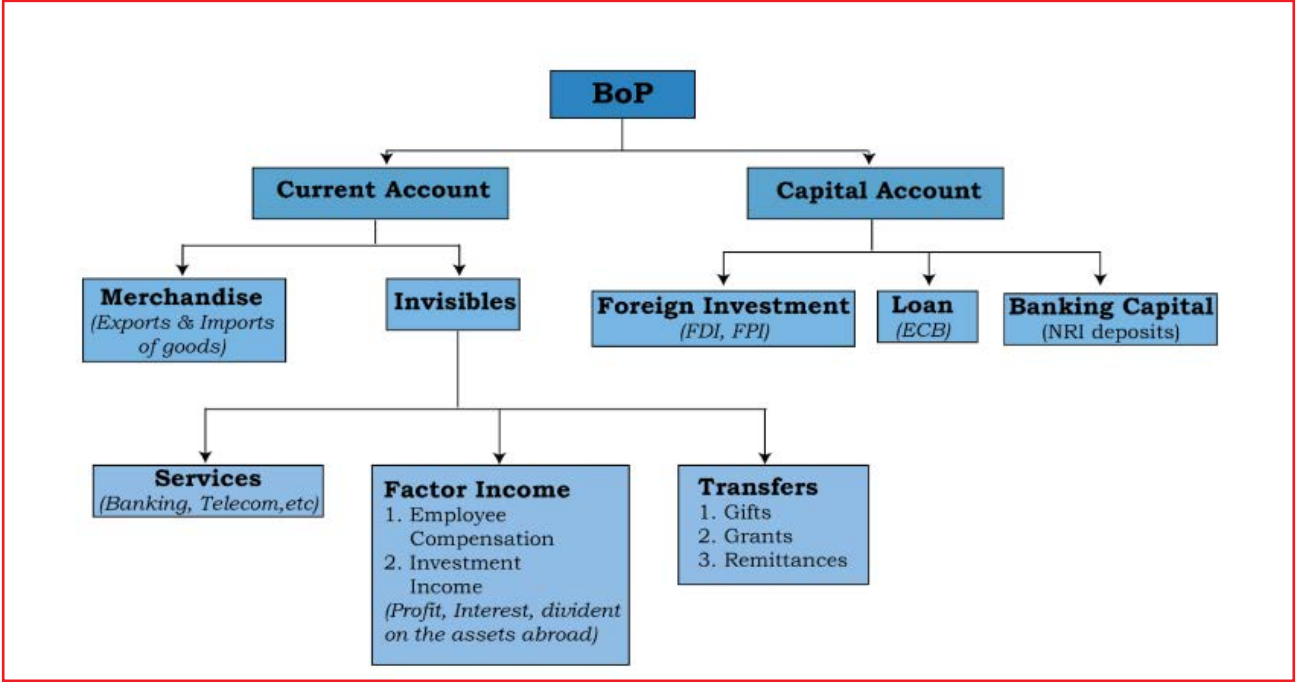 BoP
Current Account
Capital Account
Merchandise
(Exports & Imports
of goods)
Invisibles
Foreign Investment
(FDI, FPI)
Loan
(ECB)
Banking Capital
(NRI deposits)
Services
(Banking, Telecom,etc)
Factor Income
1. Employee
Compensation
2. Investment
Income
(Profit, Interest, divident
on the assets abroad)
Transfers
1. Gifts
2. Grants
3. Remittances